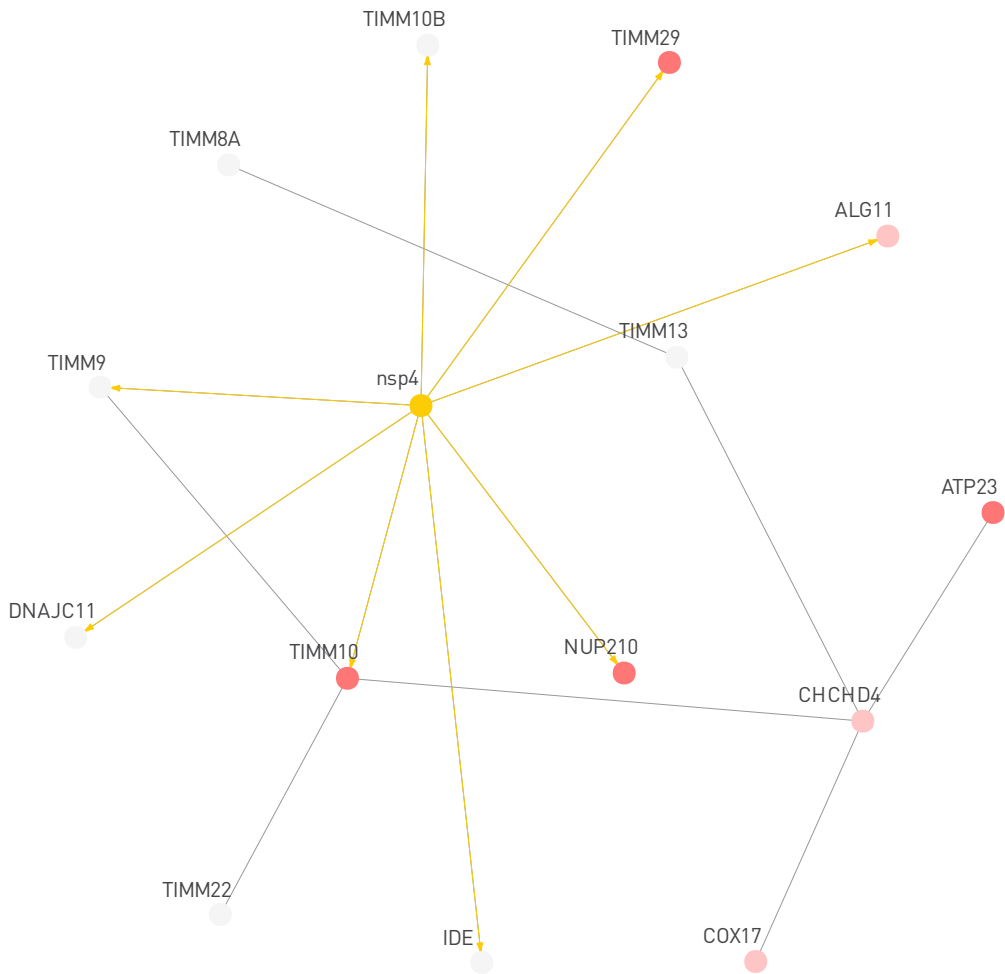 TIMM10B
TIMM29
TIMM8A
ALG11
TIMM13
TIMM9
nsp4
ATP23
DNAJC11
TIMM10
NUP210
CHCHD4
TIMM22
IDE
COX17